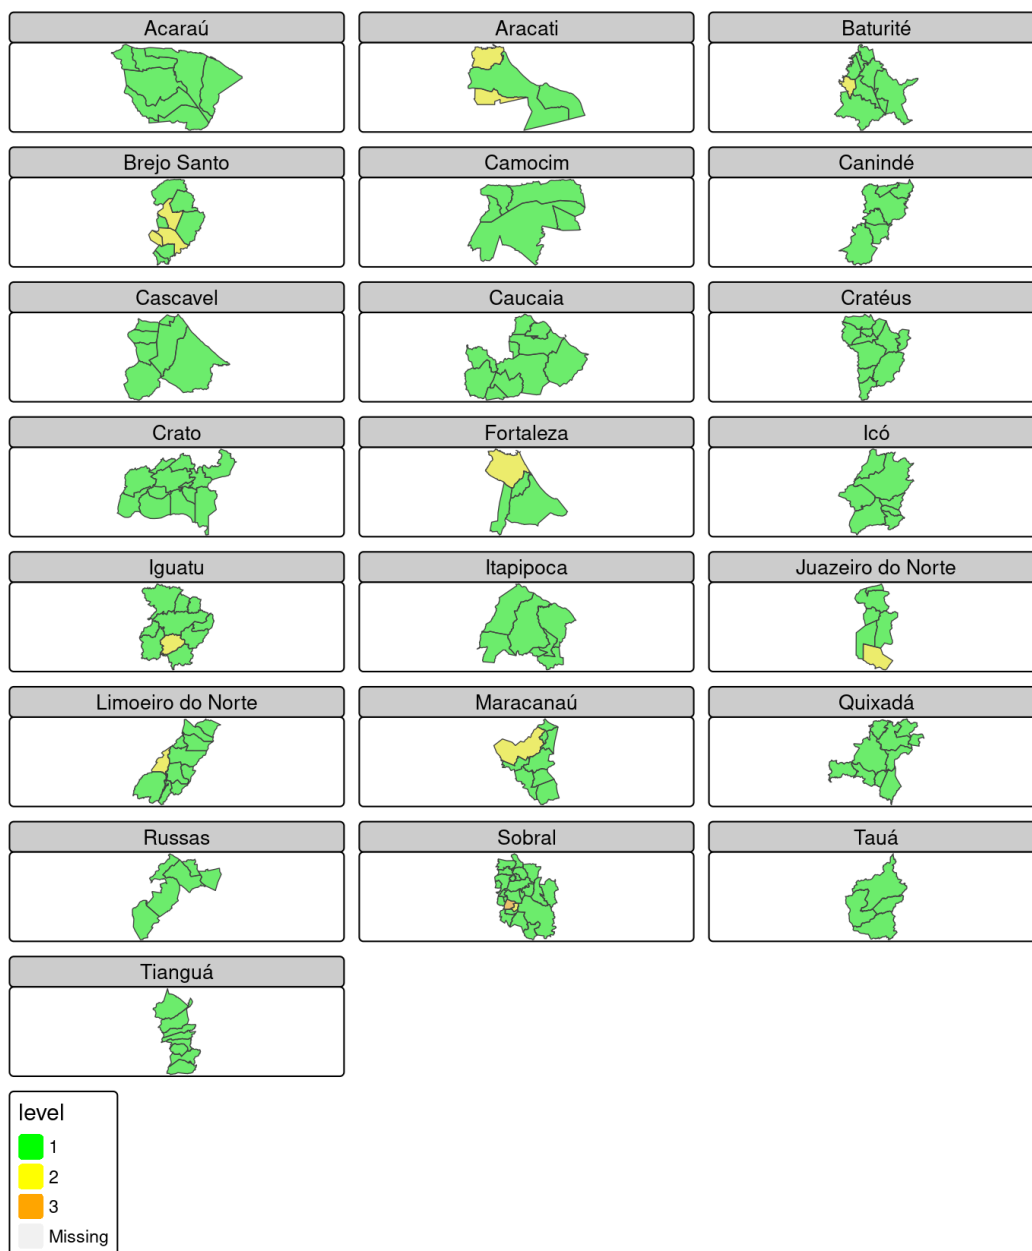 Acaraú
Aracati
Baturité
Brejo Santo
Camocim
Canindé
Cascavel
Caucaia
Cratéus
Crato
Fortaleza
Icó
Iguatu
Itapipoca
Juazeiro do Norte
Limoeiro do Norte
Maracanaú
Quixadá
Russas
Sobral
Tauá
Tianguá
level
1
2
3
Missing